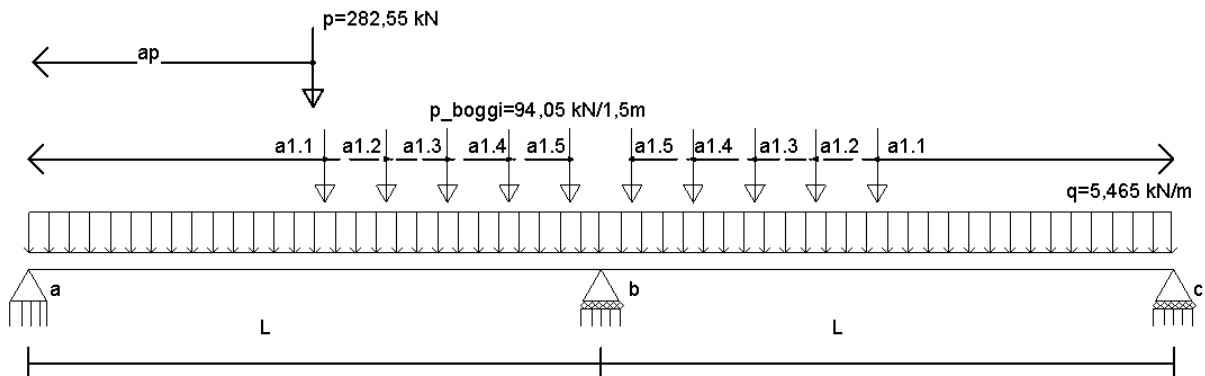 p=282,55 kN
ap
p_boggi=94,05 kN/1,5m
a1.1 a1.2 a1.3 a1.4 a1.5 a1.5 a1.4 a1.3 a1.2 a1.1
q=5,465 kN/m
a b c
L L